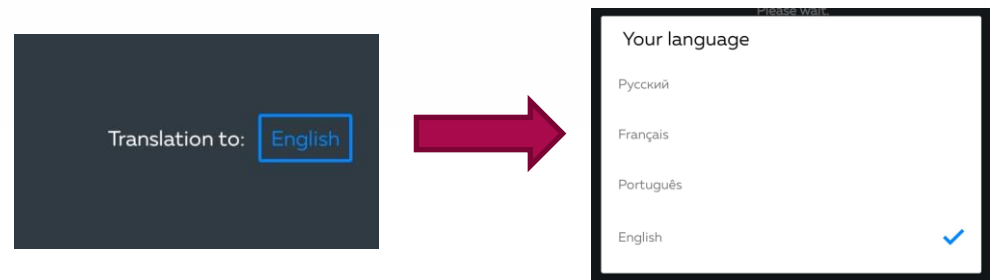 Translation to: English
Please wait.
Your language
Русский
Français
Português
English